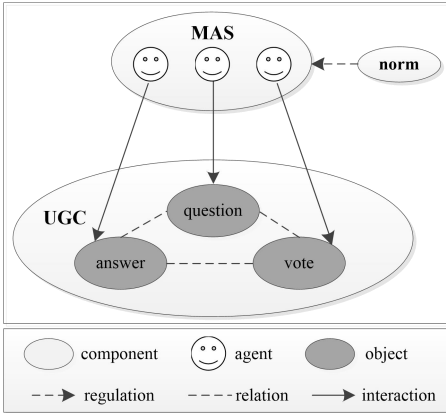 MAS
norm
UGC
question
answer
vote
component
agent
object
regulation
relation
interaction